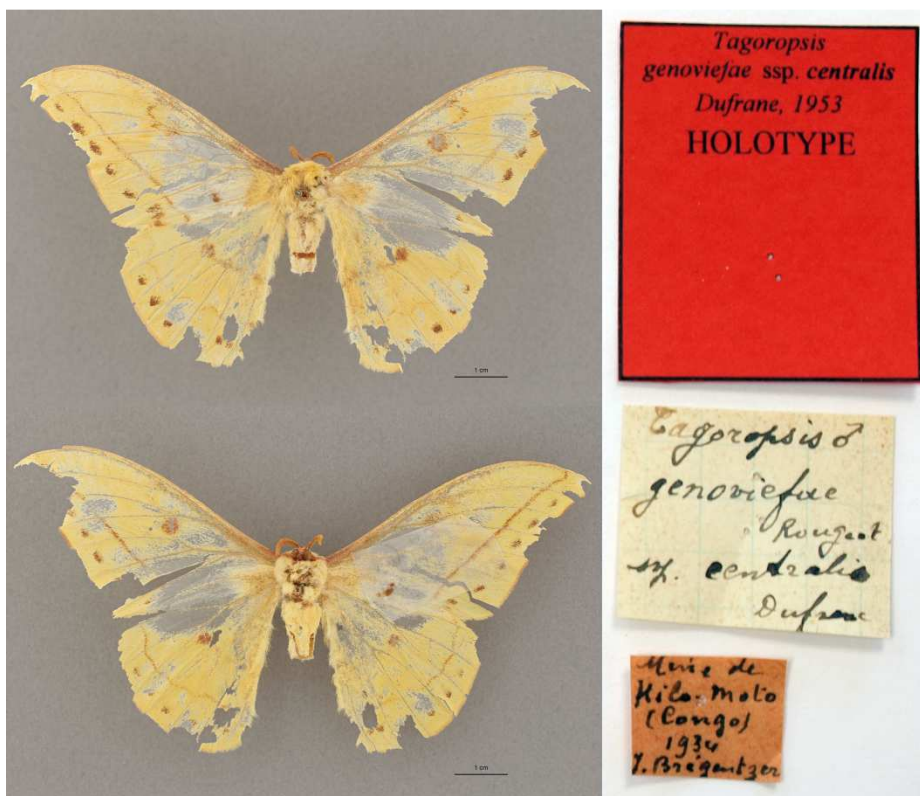 1 cm
1 cm
Tagoropsis
genoviefae ssp. centralis
Dufrane, 1953
HOLOTYPE
Tagoropsis ♂
genoviefae
Rougeot
sp. centralis
Dufrane
Mine de
Kilo-Moto
(Congo)
1934
J. Brégentzer